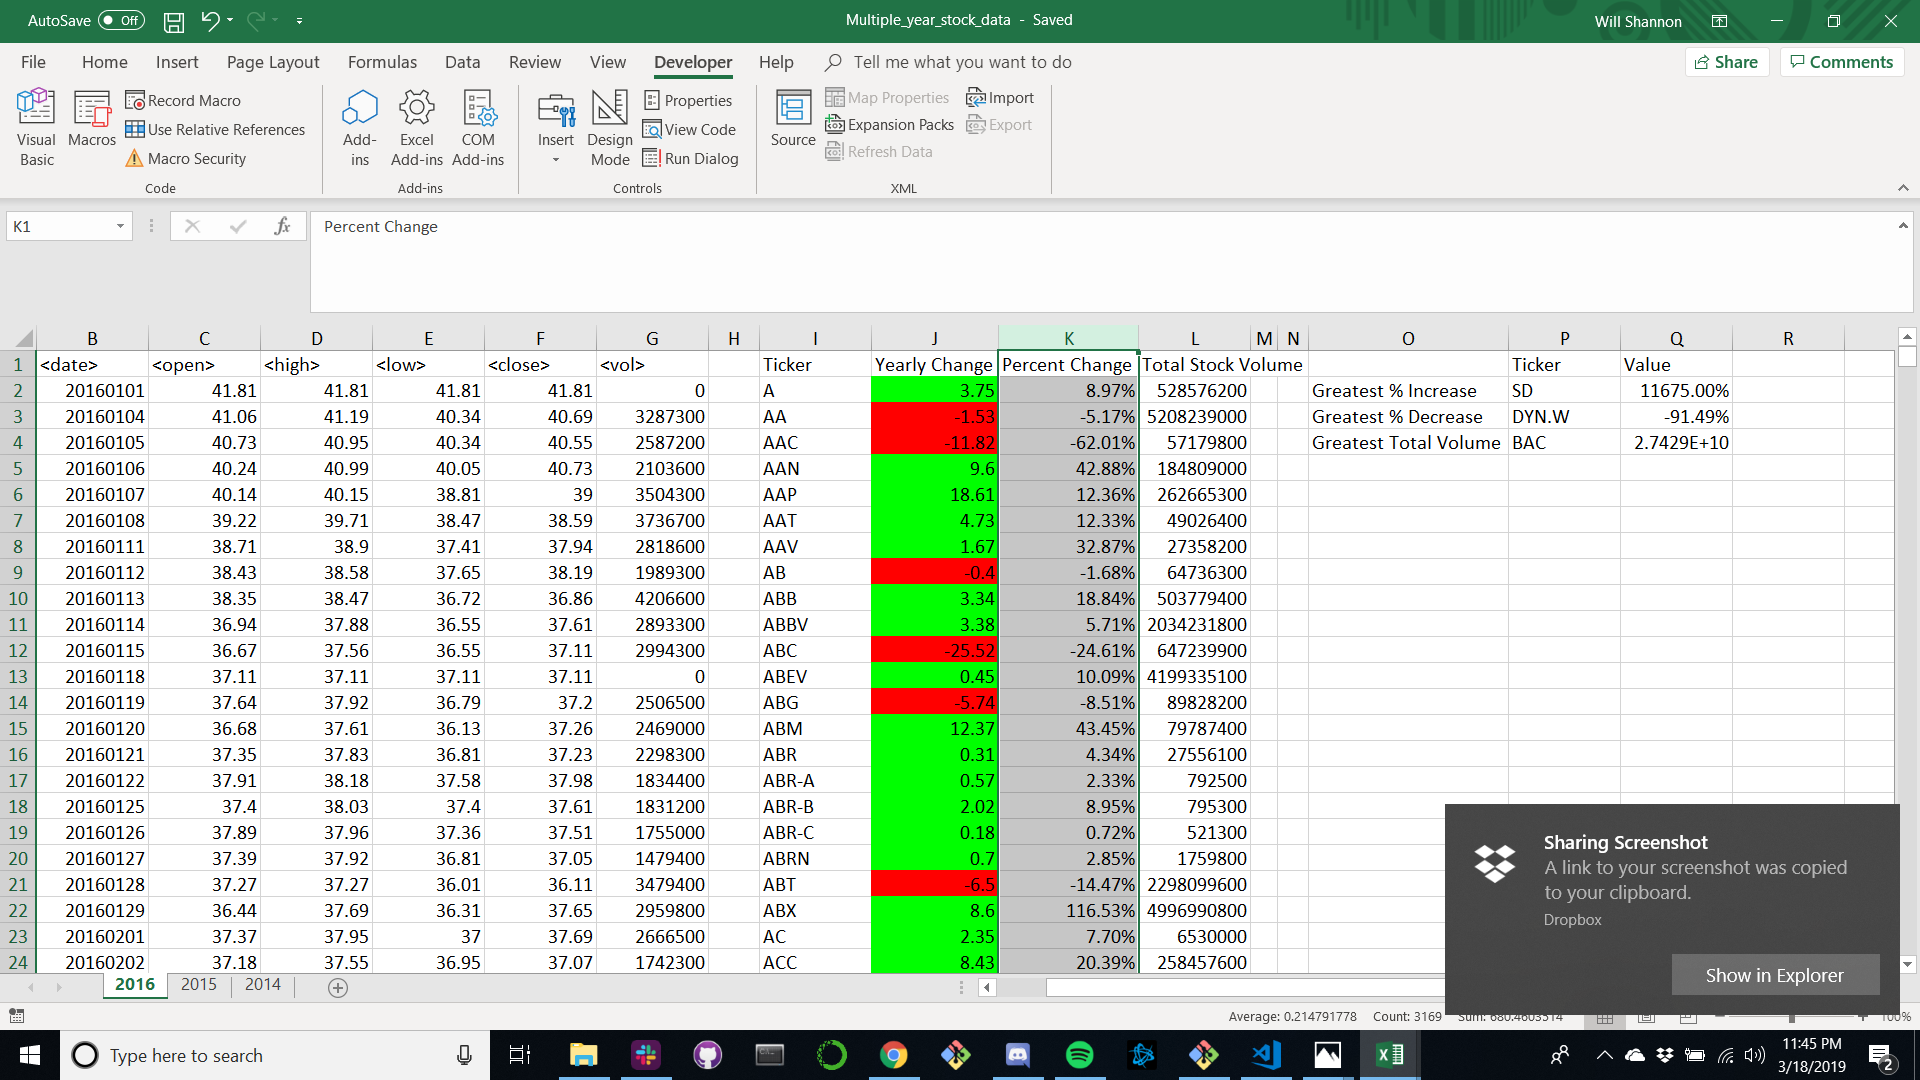 AutoSave Off Multiple_year_stock_data - Saved Will Shannon
File Home Insert Page Layout Formulas Data Review View Developer Help Tell me what you want to do Share Comments
Visual Basic
Macros
Record Macro
Use Relative References
Macro Security
Code
Add-ins
Excel Add-ins
COM Add-ins
Add-ins
Insert
Design Mode
Properties
View Code
Run Dialog
Controls
Source
Map Properties
Expansion Packs
Refresh Data
Import
Export
XML
K1 fx Percent Change
B C D E F G H I J K L M N O P Q R
1 <date> <open> <high> <low> <close> <vol> Ticker Yearly Change Percent Change Total Stock Volume Ticker Value
2 20160101 41.81 41.81 41.81 41.81 0 A 3.75 8.97% 528576200 Greatest % Increase SD 11675.00%
3 20160104 41.06 41.19 40.34 40.69 3287300 AA -1.53 -5.17% 5208239000 Greatest % Decrease DYN.W -91.49%
4 20160105 40.73 40.95 40.34 40.55 2587200 AAC -11.82 -62.01% 57179800 Greatest Total Volume BAC 2.7429E+10
5 20160106 40.24 40.99 40.05 40.73 2103600 AAN 9.6 42.88% 184809000
6 20160107 40.14 40.15 38.81 39 3504300 AAP 18.61 12.36% 262665300
7 20160108 39.22 39.71 38.47 38.59 3736700 AAT 4.73 12.33% 49026400
8 20160111 38.71 38.9 37.41 37.94 2818600 AAV 1.67 32.87% 27358200
9 20160112 38.43 38.58 37.65 38.19 1989300 AB -0.4 -1.68% 64736300
10 20160113 38.35 38.47 36.72 36.86 4206600 ABB 3.34 18.84% 503779400
11 20160114 36.94 37.88 36.55 37.61 2893300 ABBV 3.38 5.71% 2034231800
12 20160115 36.67 37.56 36.55 37.11 2994300 ABC -25.52 -24.61% 647239900
13 20160118 37.11 37.11 37.11 37.11 0 ABEV 0.45 10.09% 4199335100
14 20160119 37.64 37.92 36.79 37.2 2506500 ABG -5.74 -8.51% 89828200
15 20160120 36.68 37.61 36.13 37.26 2469000 ABM 12.37 43.45% 79787400
16 20160121 37.35 37.83 36.81 37.23 2298300 ABR 0.31 4.34% 27556100
17 20160122 37.91 38.18 37.58 37.98 1834400 ABR-A 0.57 2.33% 792500
18 20160125 37.4 38.03 37.4 37.61 1831200 ABR-B 2.02 8.95% 795300
19 20160126 37.89 37.96 37.36 37.51 1755000 ABR-C 0.18 0.72% 521300
20 20160127 37.39 37.92 36.81 37.05 1479400 ABRN 0.7 2.85% 1759800
21 20160128 37.27 37.27 36.01 36.11 3479400 ABT -6.5 -14.47% 2298099600
22 20160129 36.44 37.69 36.31 37.65 2959800 ABX 8.6 116.53% 4996990800
23 20160201 37.37 37.95 37 37.69 2666500 AC 2.35 7.70% 6530000
24 20160202 37.18 37.55 36.95 37.07 1742300 ACC 8.43 20.39% 258457600
Sharing Screenshot
A link to your screenshot was copied
to your clipboard.
Dropbox
Show in Explorer
2016 2015 2014
Average: 0.214791778 Count: 3169 Sum: 680.4603514 100%
Type here to search
11:45 PM
3/18/2019
2